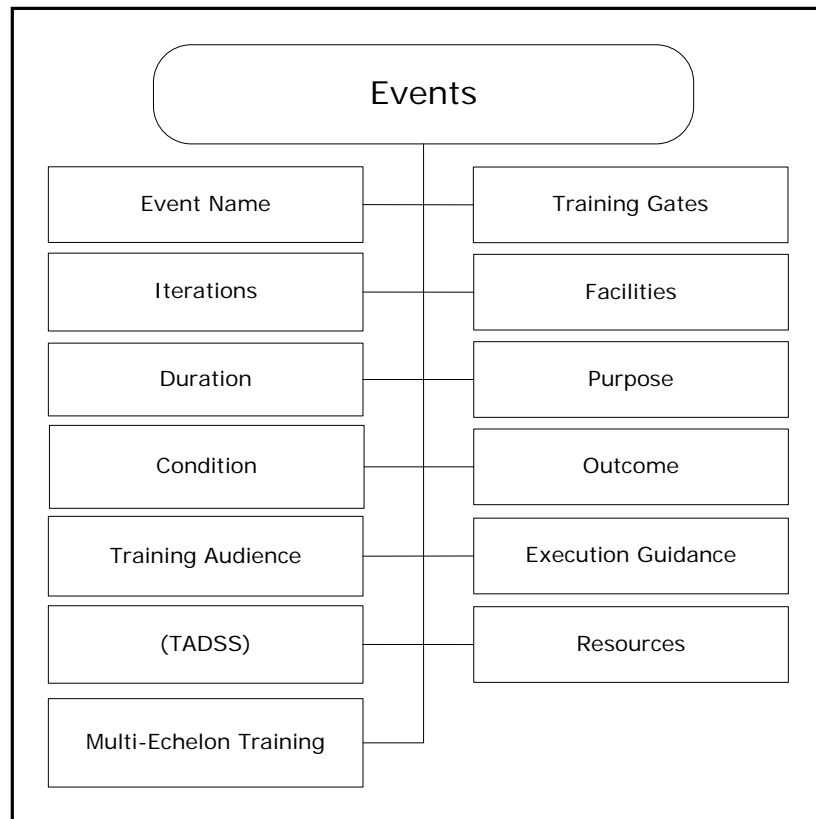 Events
Event Name
Training Gates
Iterations
Facilities
Duration
Purpose
Condition
Outcome
Training Audience
Execution Guidance
(TADSS)
Resources
Multi-Echelon Training